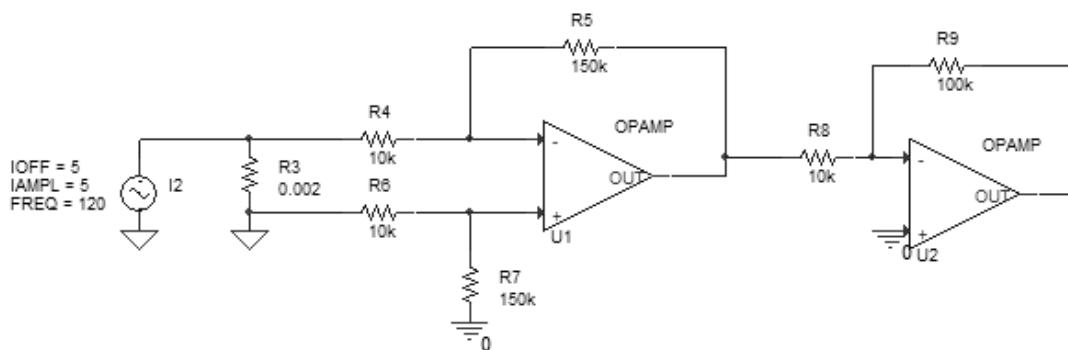 R5
150k
R9
100k
R4
10k
OPAMP
-
OUT
+
U1
R8
10k
OPAMP
-
OUT
+
U2
0
IOFF = 5
IAMPL = 5
FREQ = 120
I2
R3
0.002
R6
10k
R7
150k
0